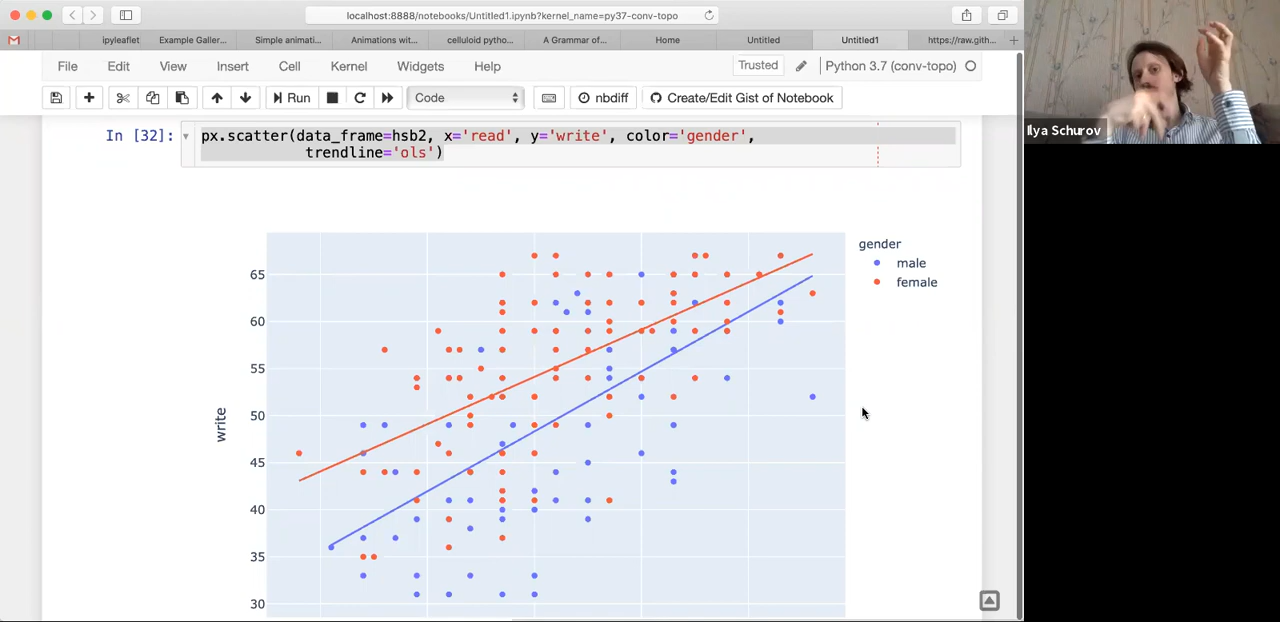 localhost:8888/notebooks/Untitled1.ipynb?kernel_name=py37-conv-topo
ipyleaflet Example Galler... Simple animati... Animations wit... celluloid pytho... A Grammar of... Home Untitled Untitled1 https://raw.gith...
File Edit View Insert Cell Kernel Widgets Help Trusted Python 3.7 (conv-topo)
Run Code nbdiff Create/Edit Gist of Notebook
Ilya Schurov
In [32]: px.scatter(data_frame=hsb2, x='read', y='write', color='gender',
trendline='ols')
gender
male
female
65
60
55
50
45
40
35
30
write